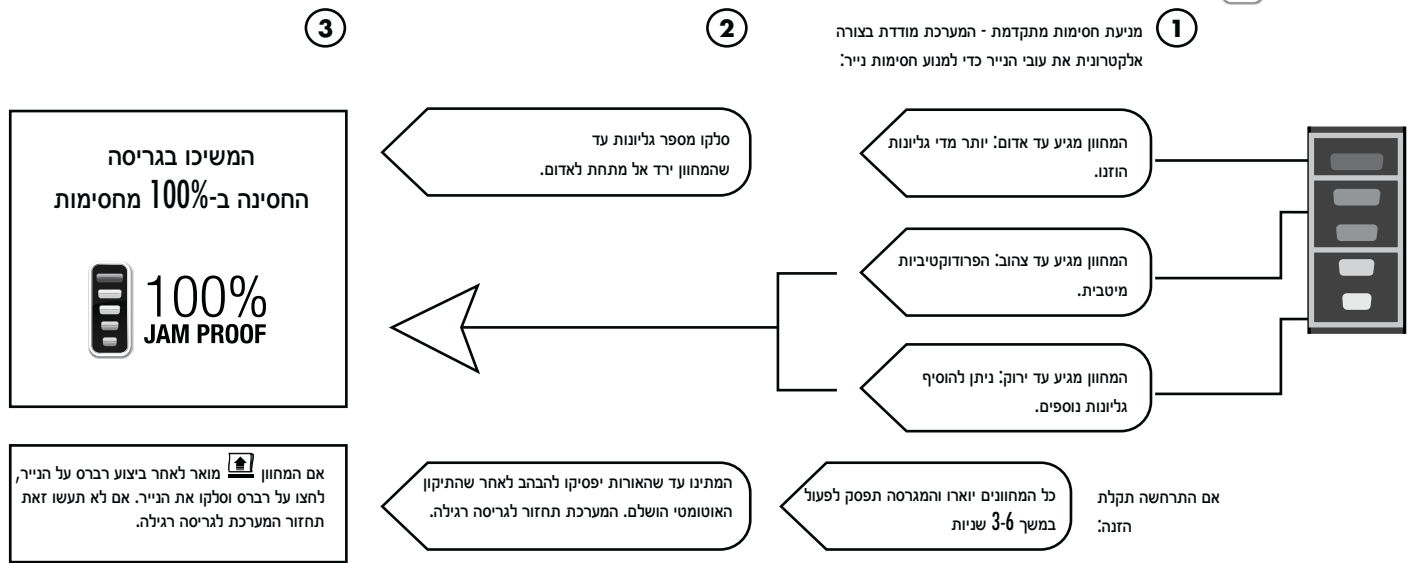 1
מניעת חסימות מתקדמת - המערכת מודדת בצורה
אלקטרונית את עובי הנייר כדי למנוע חסימות נייר:
המחוון מגיע עד אדום: יותר מדי גליונות
הוזנו.
המחוון מגיע עד צהוב: הפרודוקטיביות
מיטבית.
המחוון מגיע עד ירוק: ניתן להוסיף
גליונות נוספים.
2
סלקו מספר גליונות עד
שהמחוון ירד אל מתחת לאדום.
3
המשיכו בגריסה
החסינה ב-100% מחסימות
100%
JAM PROOF
אם התרחשה תקלת
הזנה:
כל המחוונים יוארו והמגרסה תפסק לפעול
במשך 3-6 שניות
המתינו עד שהאורות יפסיקו להבהב לאחר שהתיקון
האוטומטי הושלם. המערכת תחזור לגריסה רגילה.
אם המחוון מואר לאחר ביצוע רברס על הנייר,
לחצו על רברס וסלקו את הנייר. אם לא תעשו זאת
תחזור המערכת לגריסה רגילה.